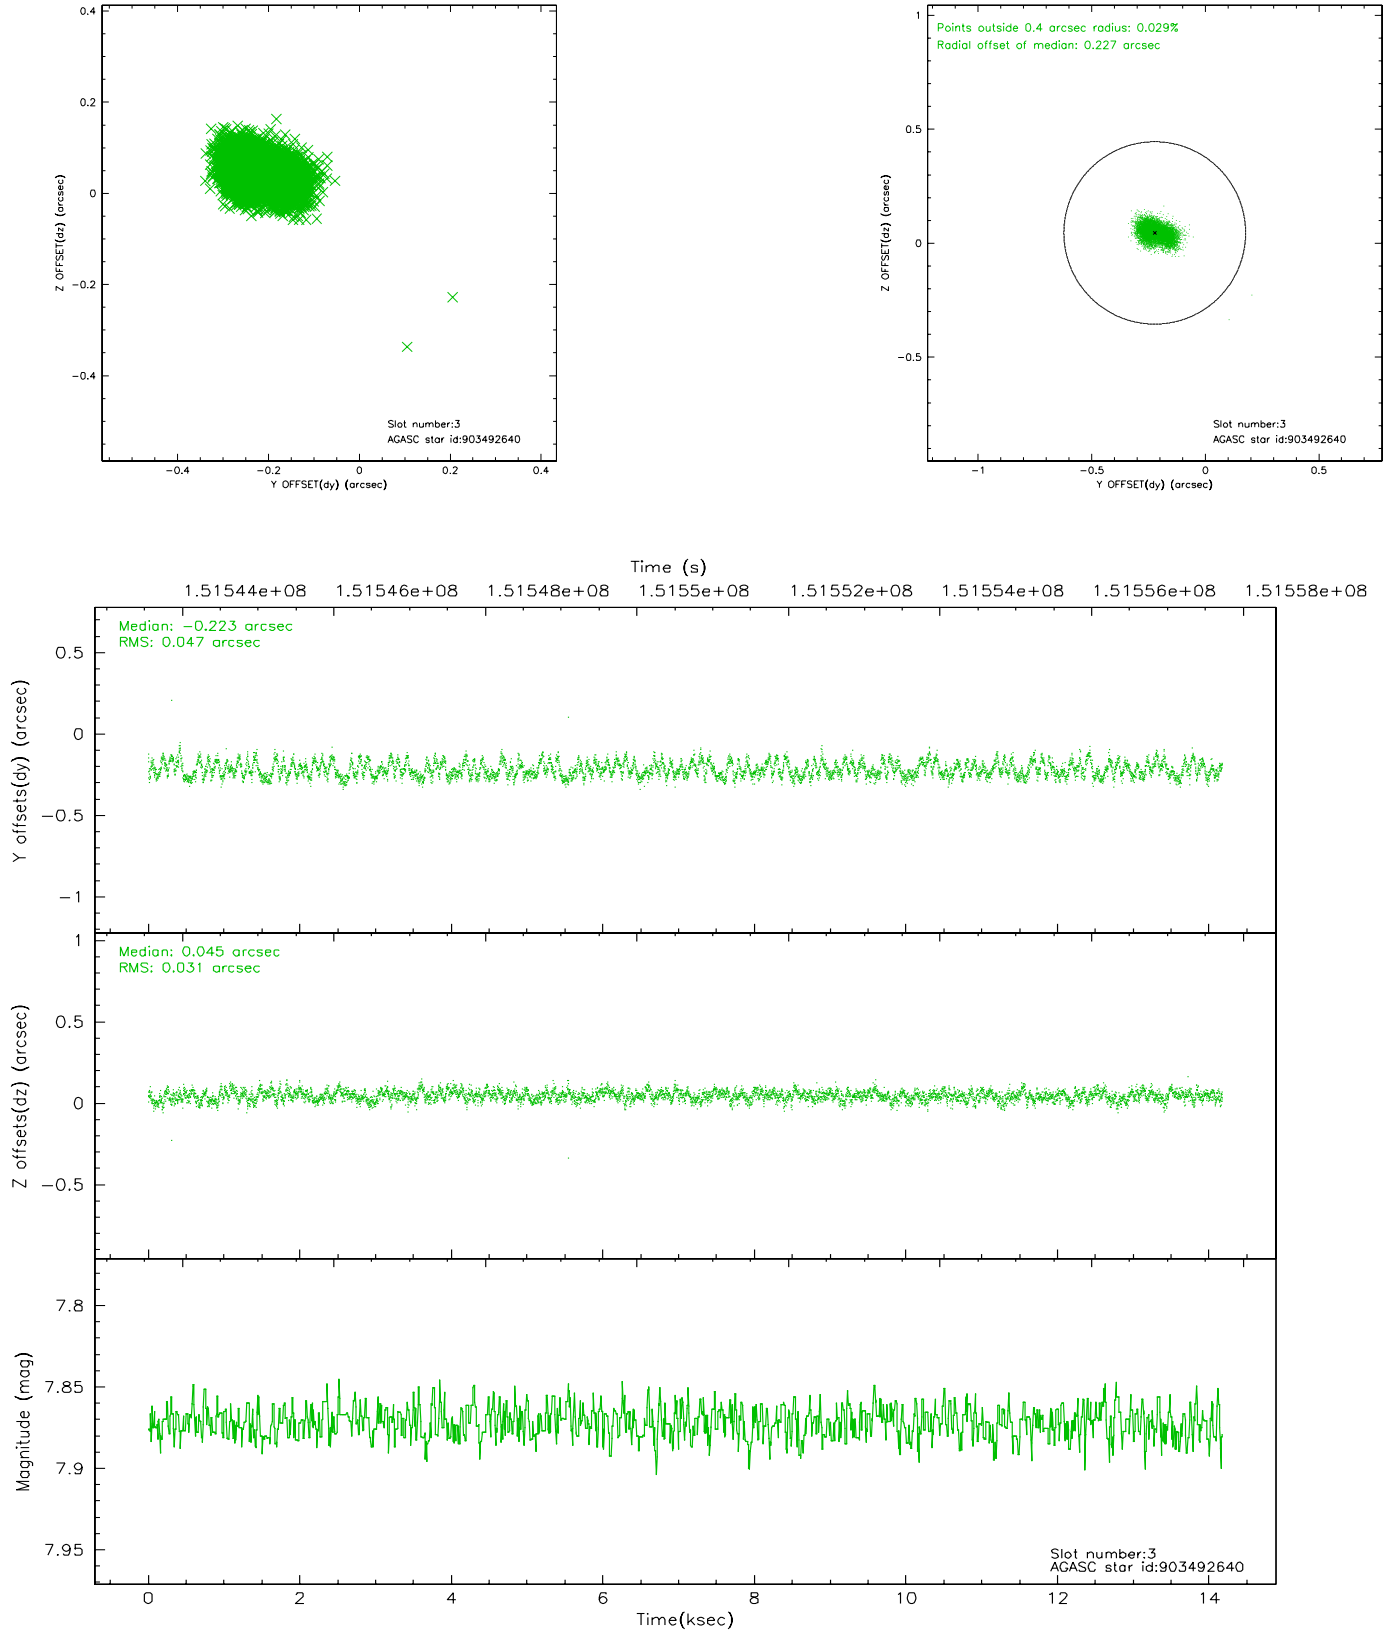 0.4
0.2
0
−0.2
−0.4
Z OFFSET(dz) (arcsec)
Slot number:3
AGASC star id:903492640
−0.4 −0.2 0 0.2 0.4
Y OFFSET(dy) (arcsec)
Points outside 0.4 arcsec radius: 0.029%
Radial offset of median: 0.227 arcsec
1
0.5
0
−0.5
Z OFFSET(dz) (arcsec)
Slot number:3
AGASC star id:903492640
−1 −0.5 0 0.5
Y OFFSET(dy) (arcsec)
Time (s)
1.51544e+08 1.51546e+08 1.51548e+08 1.5155e+08 1.51552e+08 1.51554e+08 1.51556e+08 1.51558e+08
Median: −0.223 arcsec
RMS: 0.047 arcsec
0.5
0
−0.5
−1
Y offsets(dy) (arcsec)
Median: 0.045 arcsec
RMS: 0.031 arcsec
1
0.5
0
−0.5
Z offsets(dz) (arcsec)
7.8
7.85
7.9
7.95
Magnitude (mag)
Slot number:3
AGASC star id:903492640
0 2 4 6 8 10 12 14
Time(ksec)